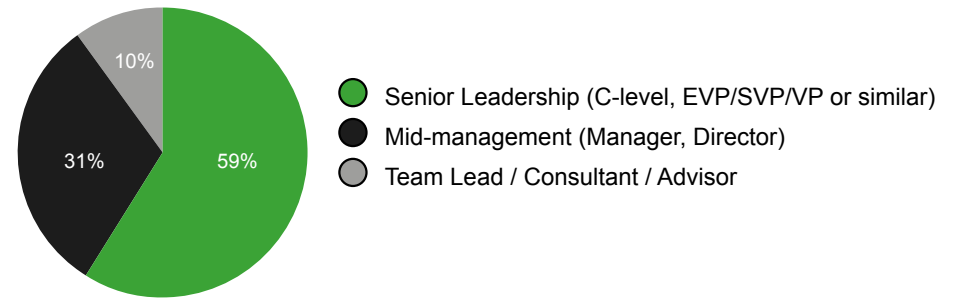 10%
31%
59%
Senior Leadership (C-level, EVP/SVP/VP or similar)
Mid-management (Manager, Director)
Team Lead / Consultant / Advisor